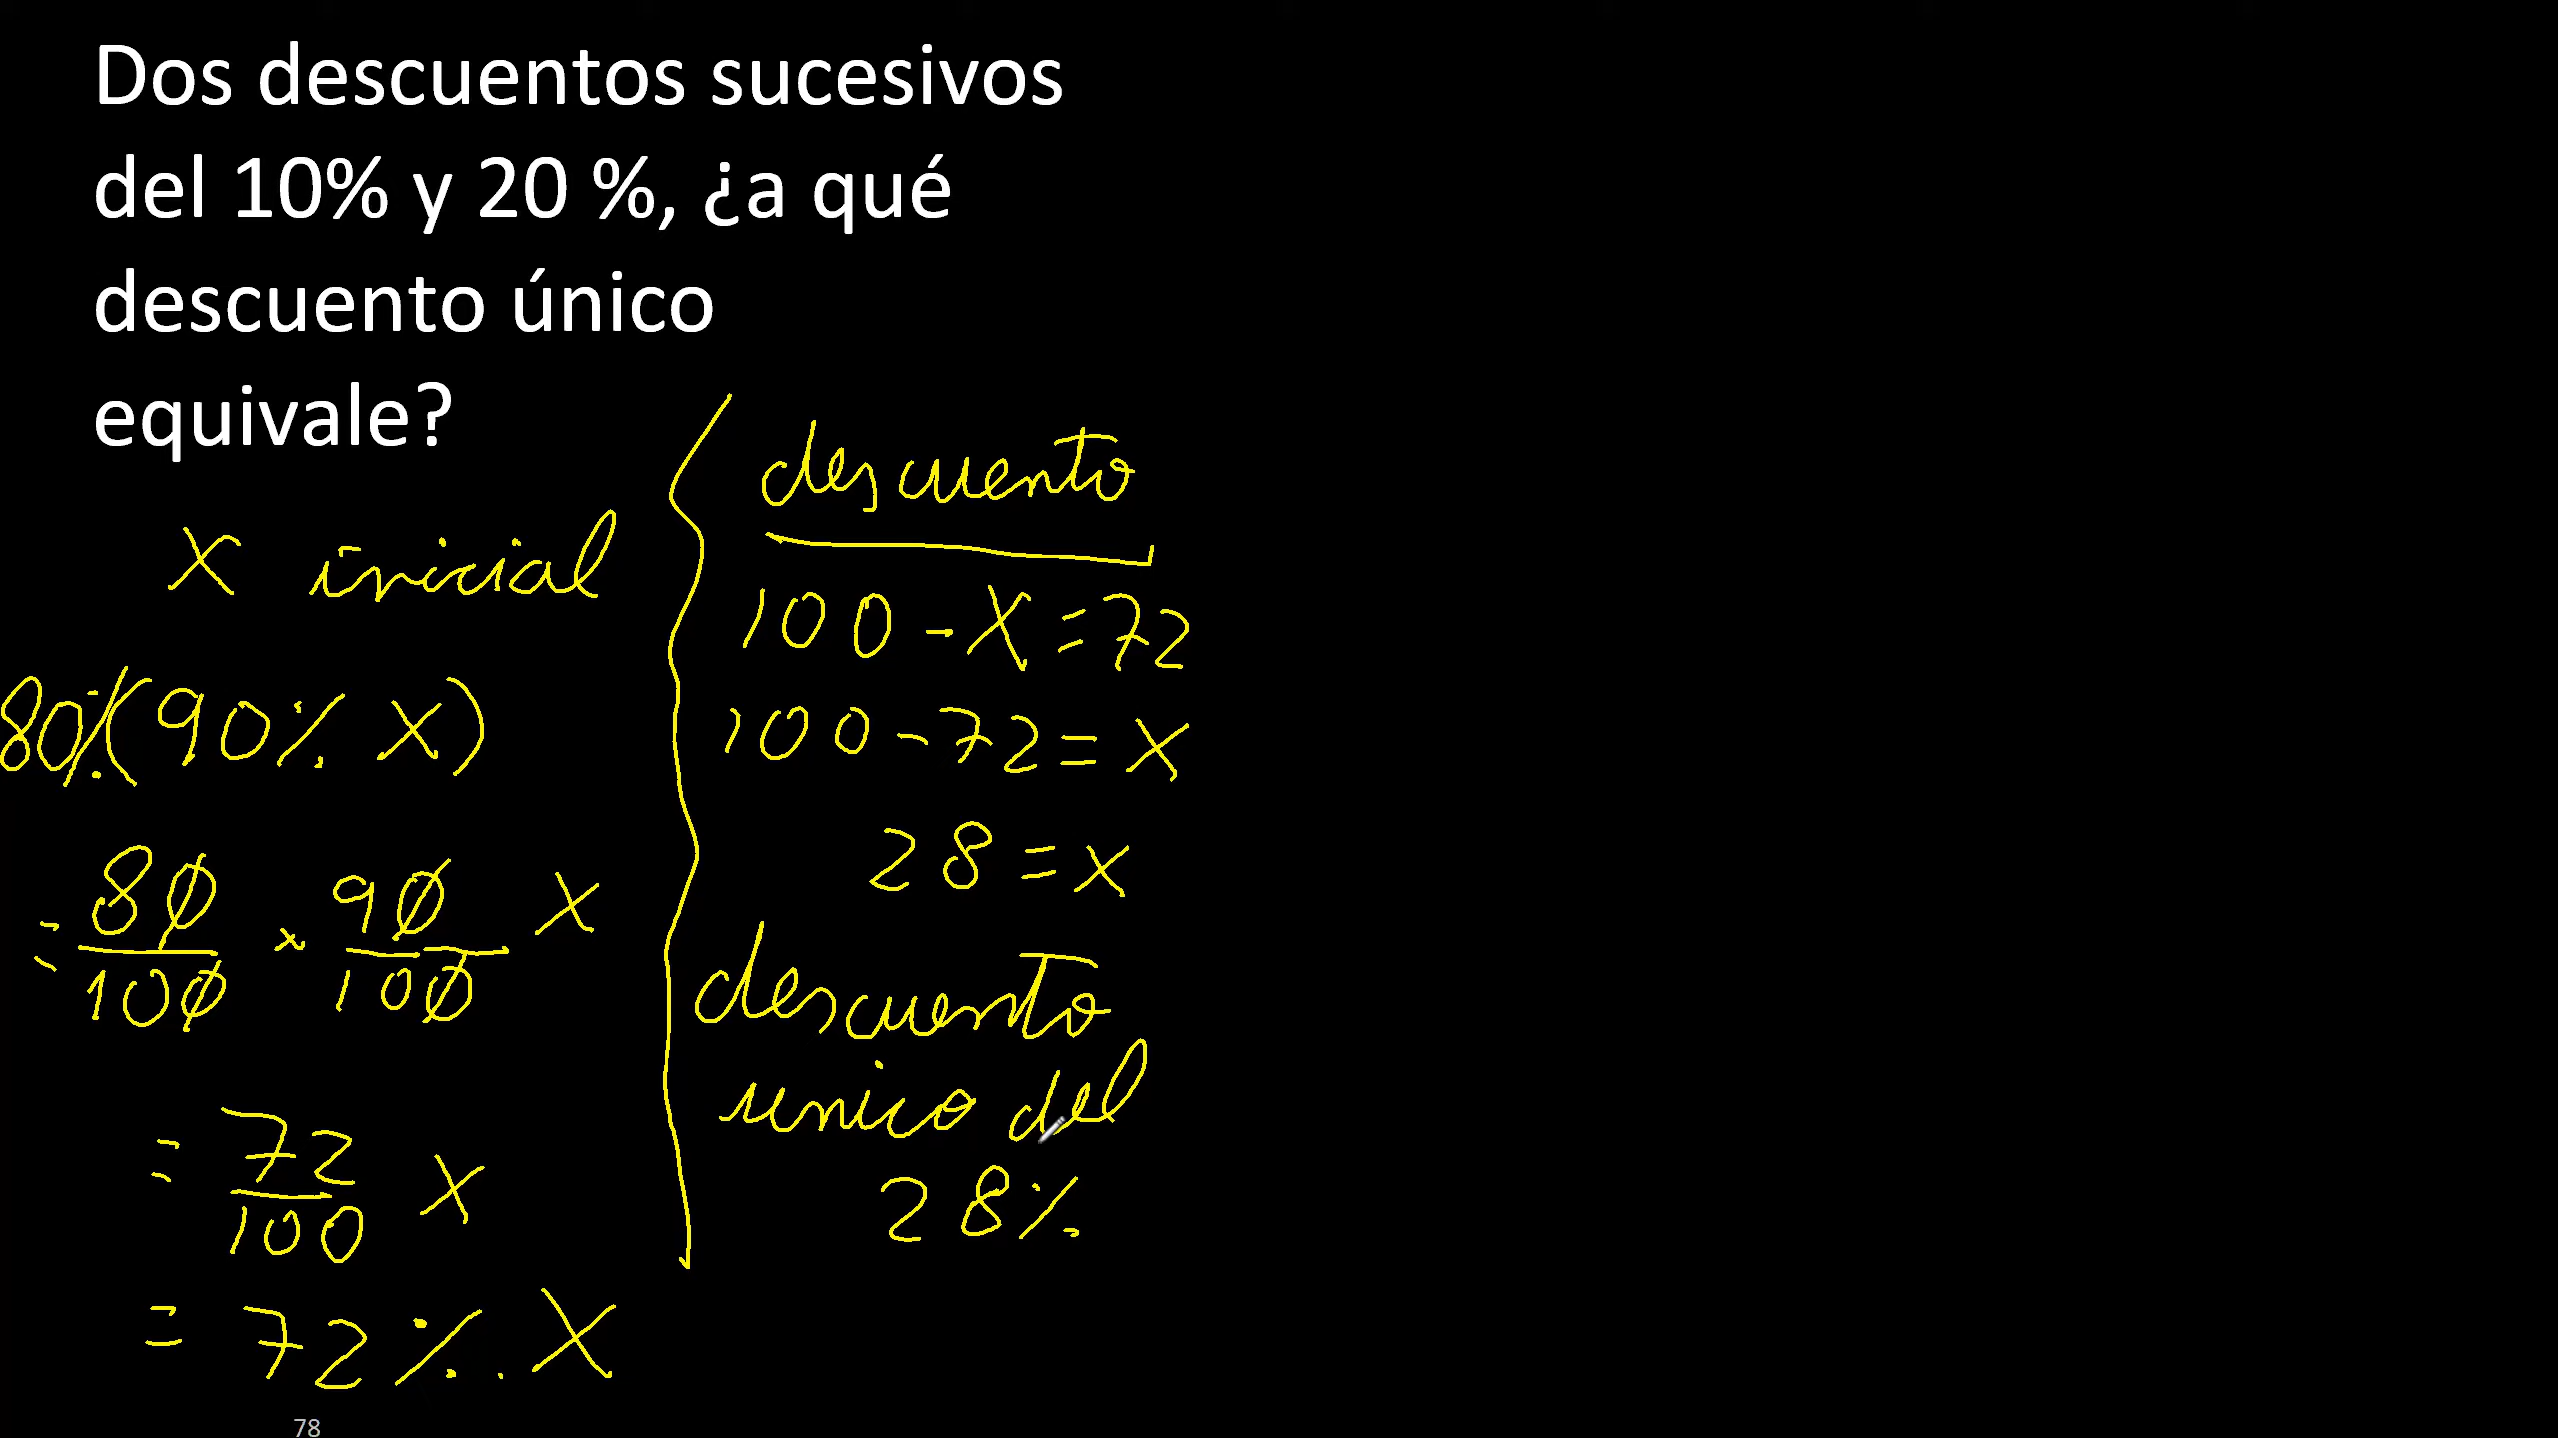 Dos descuentos sucesivos
del 10% y 20 %, ¿a qué
descuento único
equivale?
X inicial
80%(90% X)
= 80/100 × 90/100 X
= 72/100 X
= 72%. X
descuento
100 - X = 72
100 - 72 = X
28 = X
descuento
unico del
28%
78